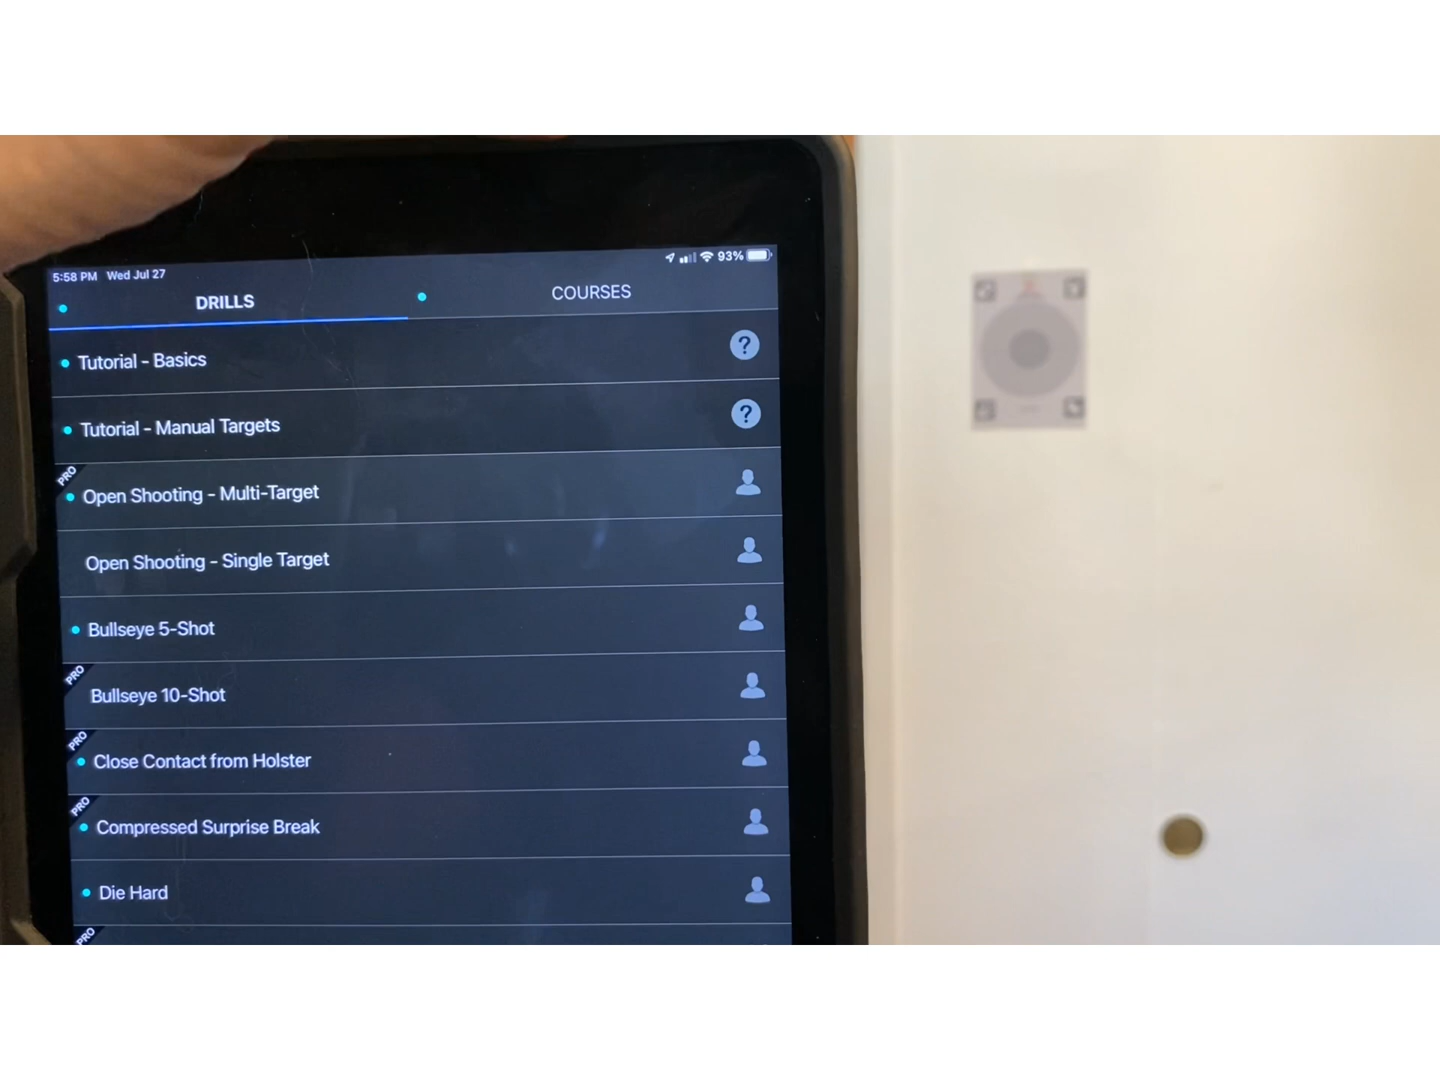 5:58 PM Wed Jul 27
93%
DRILLS
COURSES
Tutorial - Basics
?
Tutorial - Manual Targets
?
PRO
Open Shooting - Multi-Target
Open Shooting - Single Target
Bullseye 5-Shot
PRO
Bullseye 10-Shot
PRO
Close Contact from Holster
PRO
Compressed Surprise Break
Die Hard
PRO